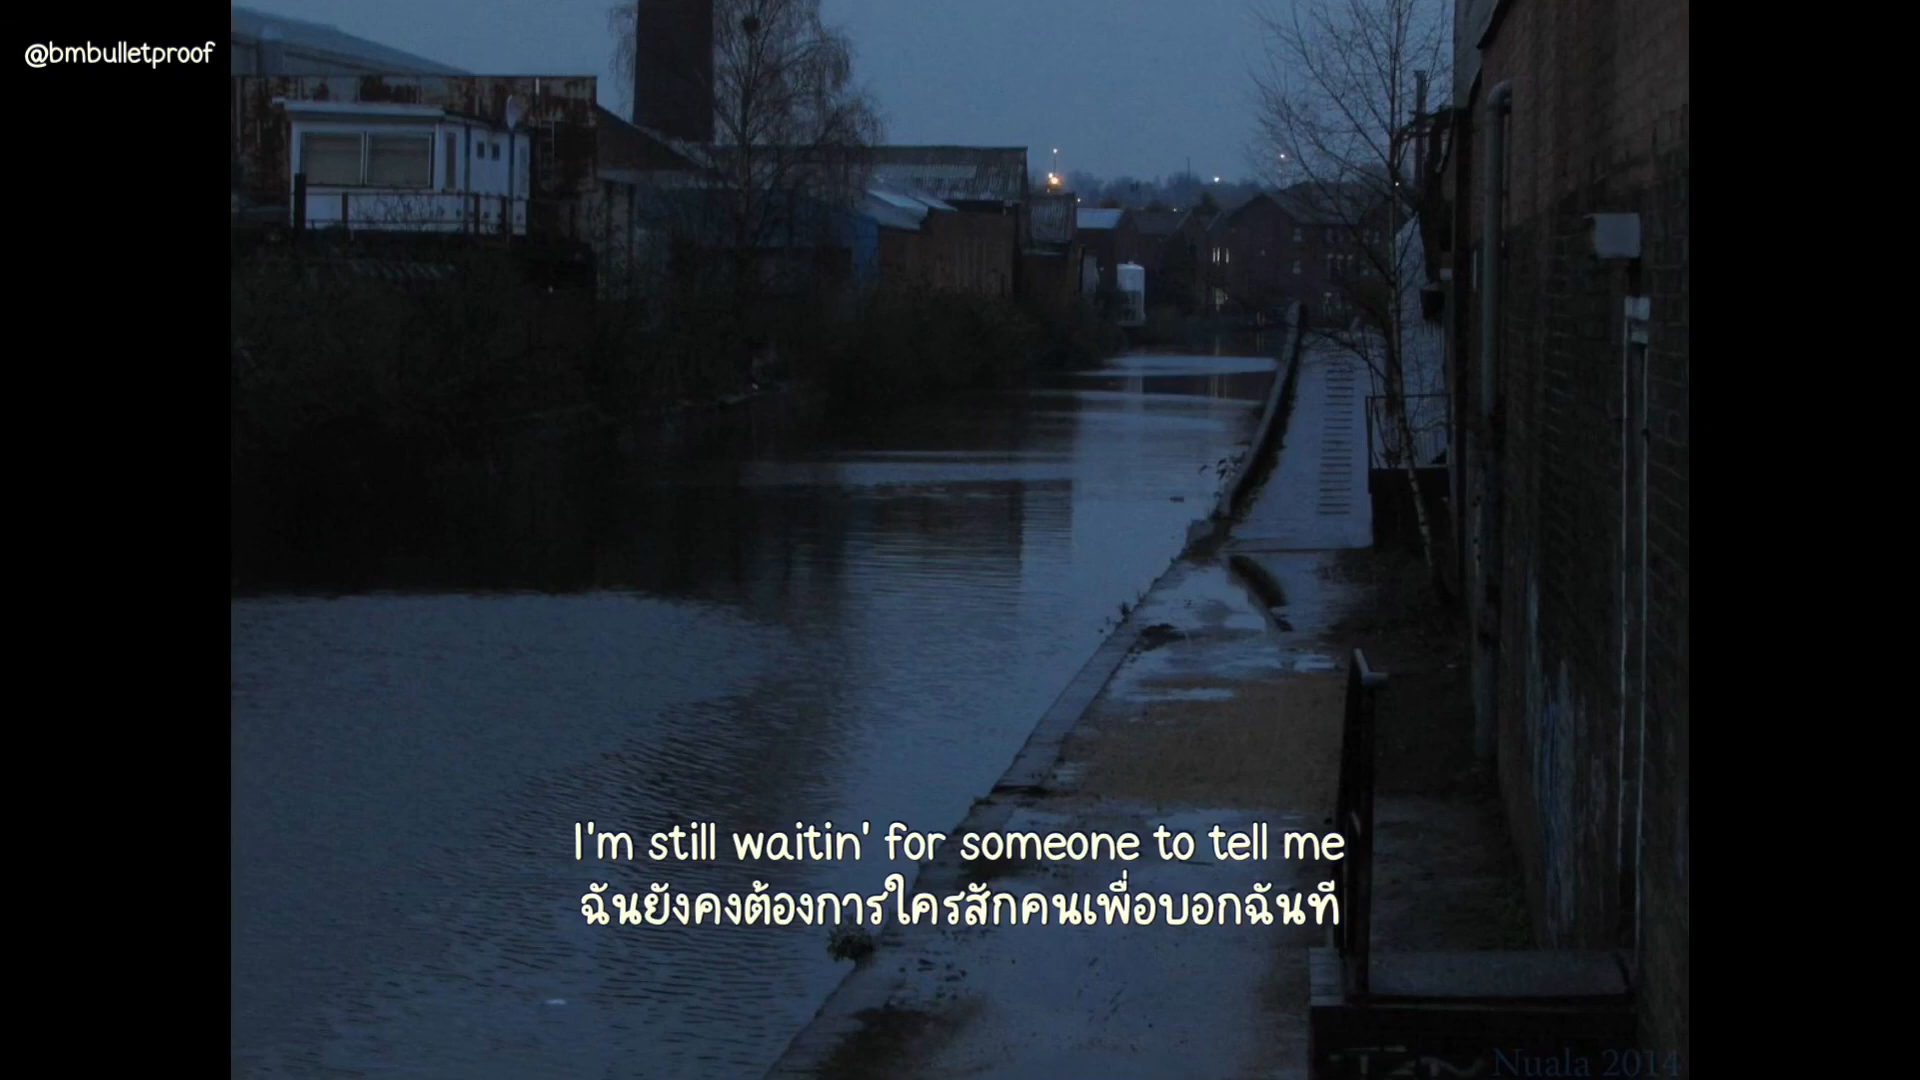 @bmbulletproof
I'm still waitin' for someone to tell me
ฉันยังคงต้องการใครสักคนเพื่อบอกฉันที
Nuala 2014